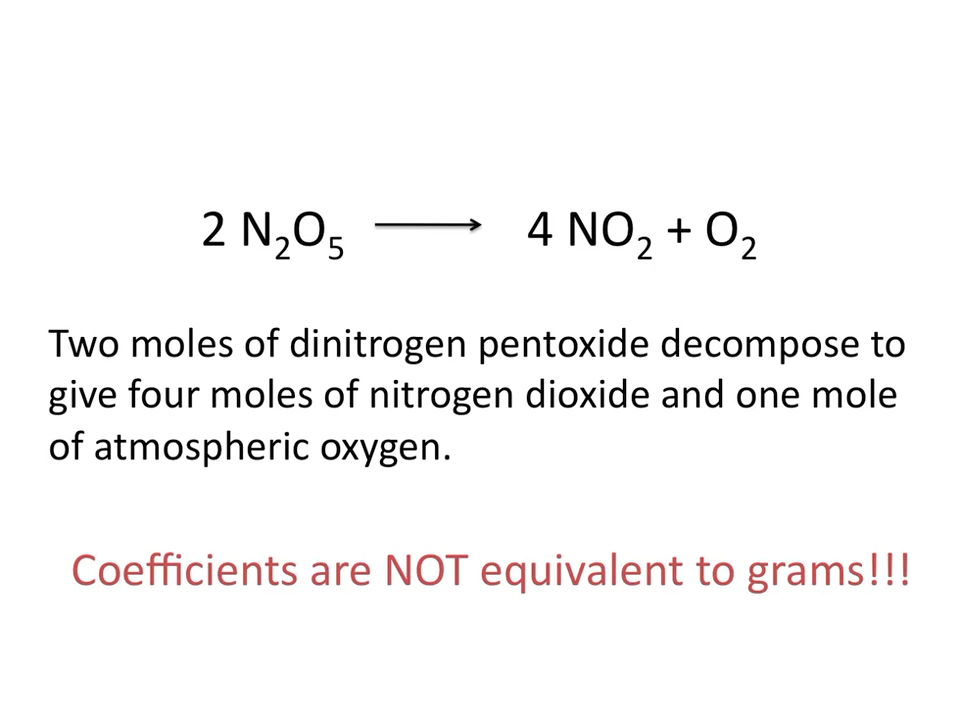 2 N₂O₅ ⟶ 4 NO₂ + O₂
Two moles of dinitrogen pentoxide decompose to
give four moles of nitrogen dioxide and one mole
of atmospheric oxygen.
Coefficients are NOT equivalent to grams!!!